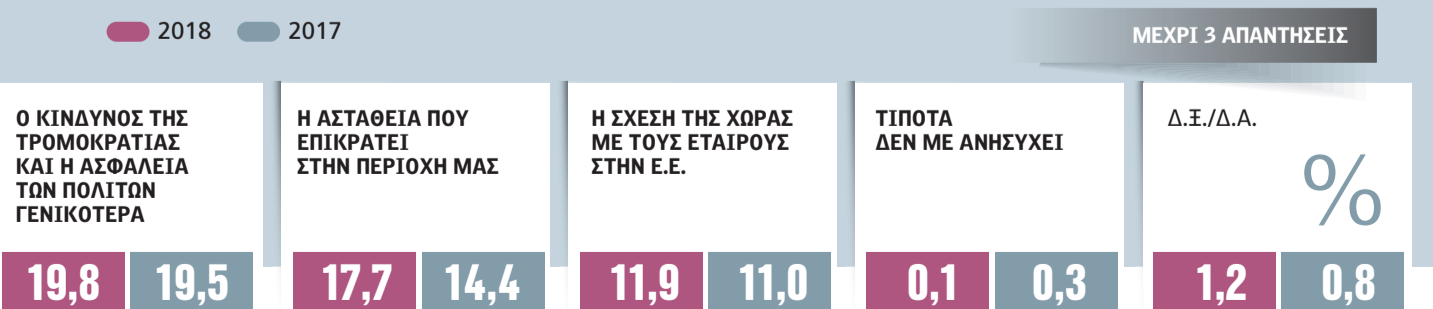 2018 2017
ΜΕΧΡΙ 3 ΑΠΑΝΤΗΣΕΙΣ
Ο ΚΙΝΔΥΝΟΣ ΤΗΣ
ΤΡΟΜΟΚΡΑΤΙΑΣ
ΚΑΙ Η ΑΣΦΑΛΕΙΑ
ΤΩΝ ΠΟΛΙΤΩΝ
ΓΕΝΙΚΟΤΕΡΑ
19,8 19,5
Η ΑΣΤΑΘΕΙΑ ΠΟΥ
ΕΠΙΚΡΑΤΕΙ
ΣΤΗΝ ΠΕΡΙΟΧΗ ΜΑΣ
17,7 14,4
Η ΣΧΕΣΗ ΤΗΣ ΧΩΡΑΣ
ΜΕ ΤΟΥΣ ΕΤΑΙΡΟΥΣ
ΣΤΗΝ Ε.Ε.
11,9 11,0
ΤΙΠΟΤΑ
ΔΕΝ ΜΕ ΑΝΗΣΥΧΕΙ
0,1 0,3
Δ.Ξ./Δ.Α.
%
1,2 0,8